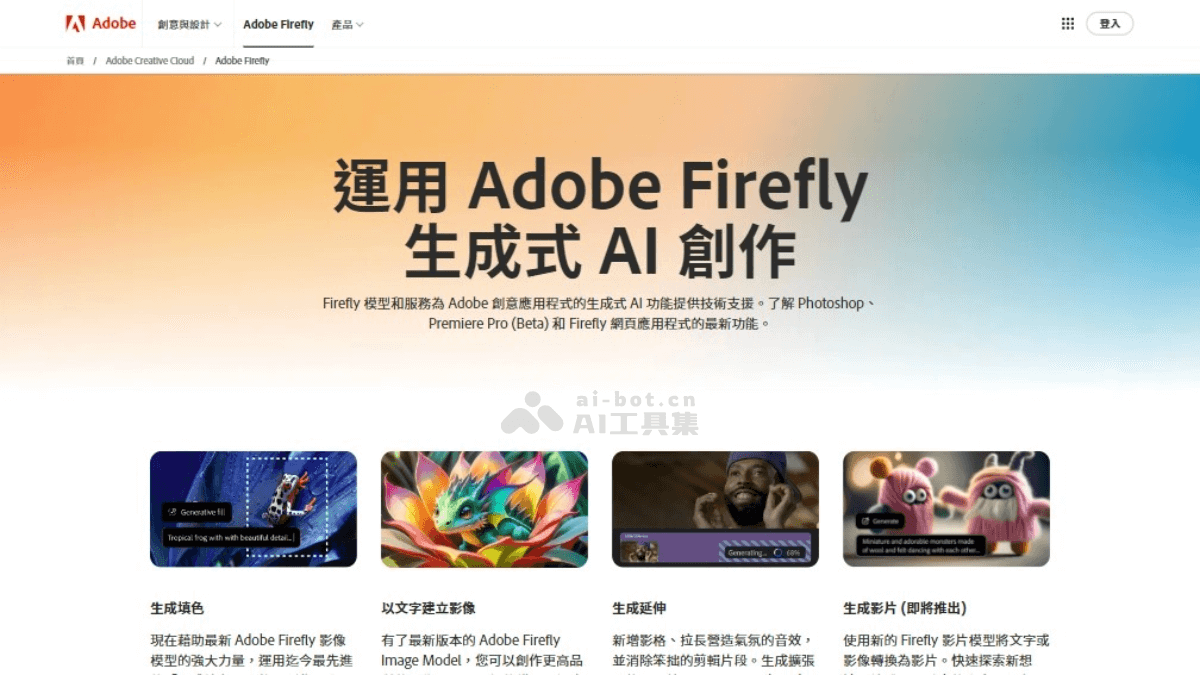 Adobe 創意與設計 Adobe Firefly 產品 登入
首頁 / Adobe Creative Cloud / Adobe Firefly
運用 Adobe Firefly
生成式 AI 創作
Firefly 模型和服務為 Adobe 創意應用程式的生成式 AI 功能提供技術支援。了解 Photoshop、
Premiere Pro (Beta) 和 Firefly 網頁應用程式的最新功能。
ai-bot.cn
AI工具集
Generative fill
Tropical frog with with beautiful detail...
Generating... 68%
Generate
Miniature and adorable monsters made
of wood and felt dancing with each other...
生成填色
現在藉助最新 Adobe Firefly 影像
模型的強大力量，運用迄今最先進
以文字建立影像
有了最新版本的 Adobe Firefly
Image Model，您可以創作更高品
生成延伸
新增影格、拉長營造氣氛的音效，
並消除笨拙的剪輯片段。生成擴張
生成影片 (即將推出)
使用新的 Firefly 影片模型將文字或
影像轉換為影片。快速探索新想